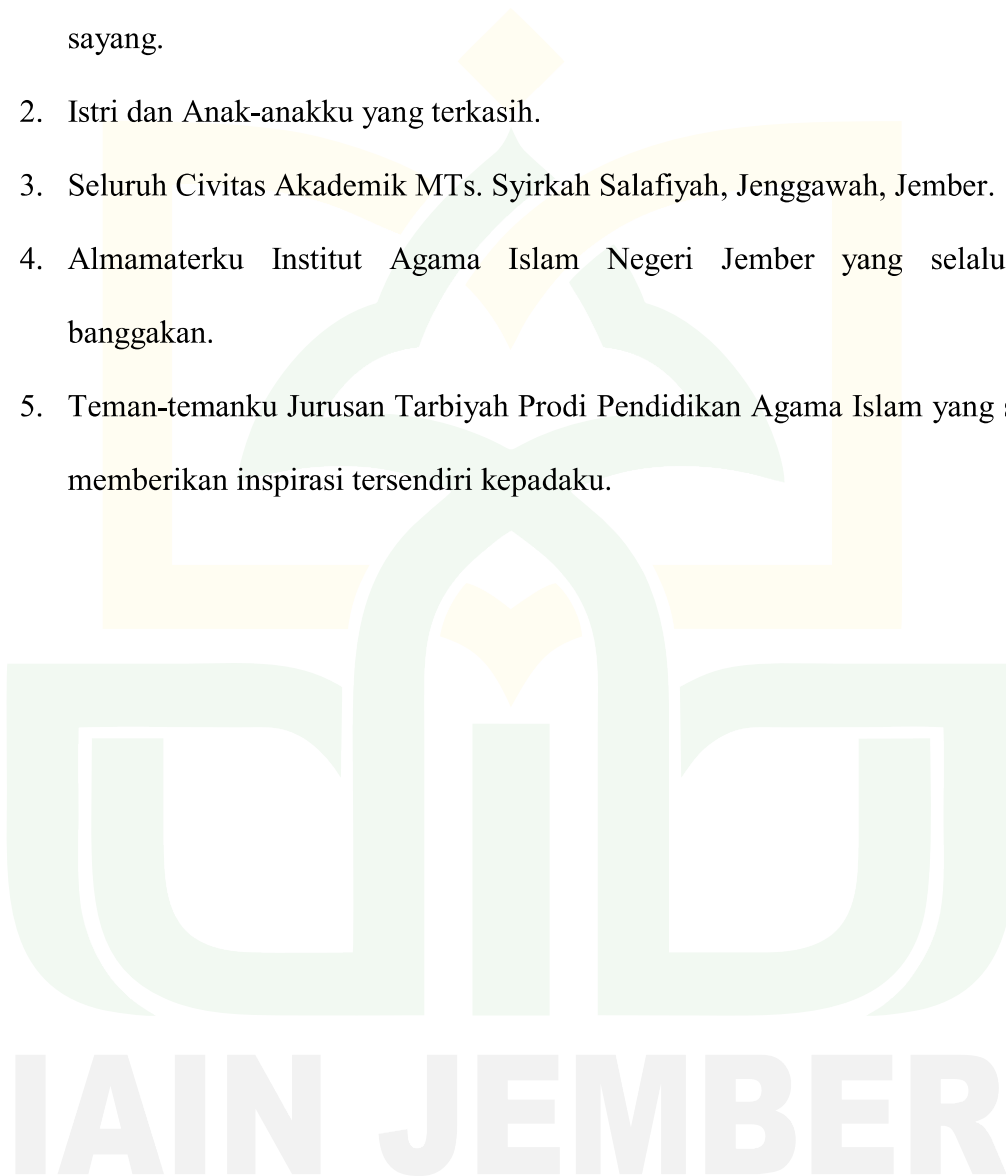 sayang.
2. Istri dan Anak-anakku yang terkasih.
3. Seluruh Civitas Akademik MTs. Syirkah Salafiyah, Jenggawah, Jember.
4. Almamaterku Institut Agama Islam Negeri Jember yang selalu
banggakan.
5. Teman-temanku Jurusan Tarbiyah Prodi Pendidikan Agama Islam yang
memberikan inspirasi tersendiri kepadaku.
IAIN JEMBER